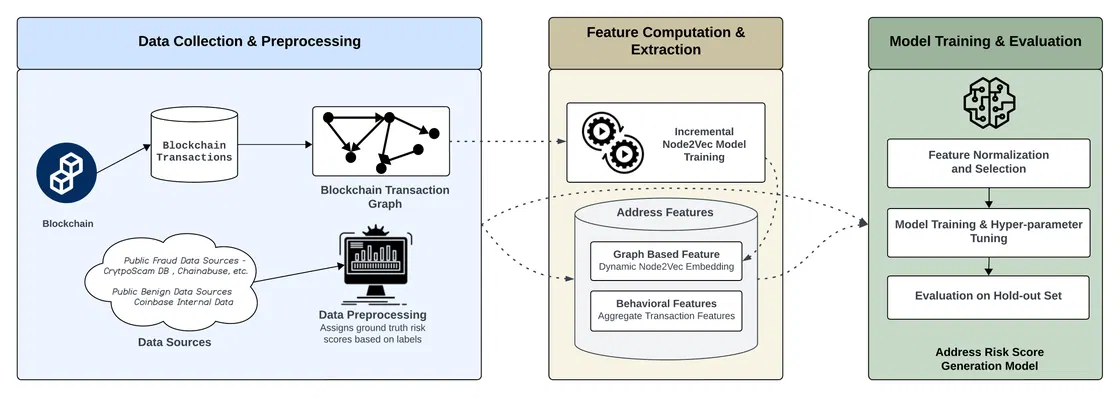 Data Collection & Preprocessing
Blockchain
Blockchain
Transactions
Blockchain Transaction
Graph
Public Fraud Data Sources -
CrytpoScam DB , Chainabuse, etc.
Public Benign Data Sources
Coinbase Internal Data
Data Sources
Data Preprocessing
Assigns ground truth risk
scores based on labels
Feature Computation &
Extraction
Incremental
Node2Vec Model
Training
Address Features
Graph Based Feature
Dynamic Node2Vec Embedding
Behavioral Features
Aggregate Transaction Features
Model Training & Evaluation
Feature Normalization
and Selection
Model Training & Hyper-parameter
Tuning
Evaluation on Hold-out Set
Address Risk Score
Generation Model